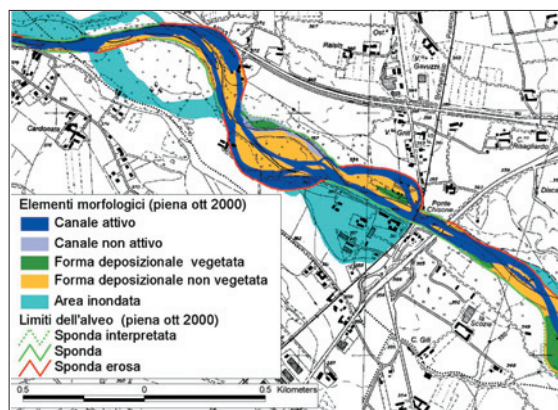 Cardonata
Ponte
Chisone
C. Gili
Elementi morfologici (piena ott 2000)
Canale attivo
Canale non attivo
Forma deposizionale vegetata
Forma deposizionale non vegetata
Area inondata
Limiti dell'alveo (piena ott 2000)
Sponda interpretata
Sponda
Sponda erosa
0.5 0 0.5 Kilometers